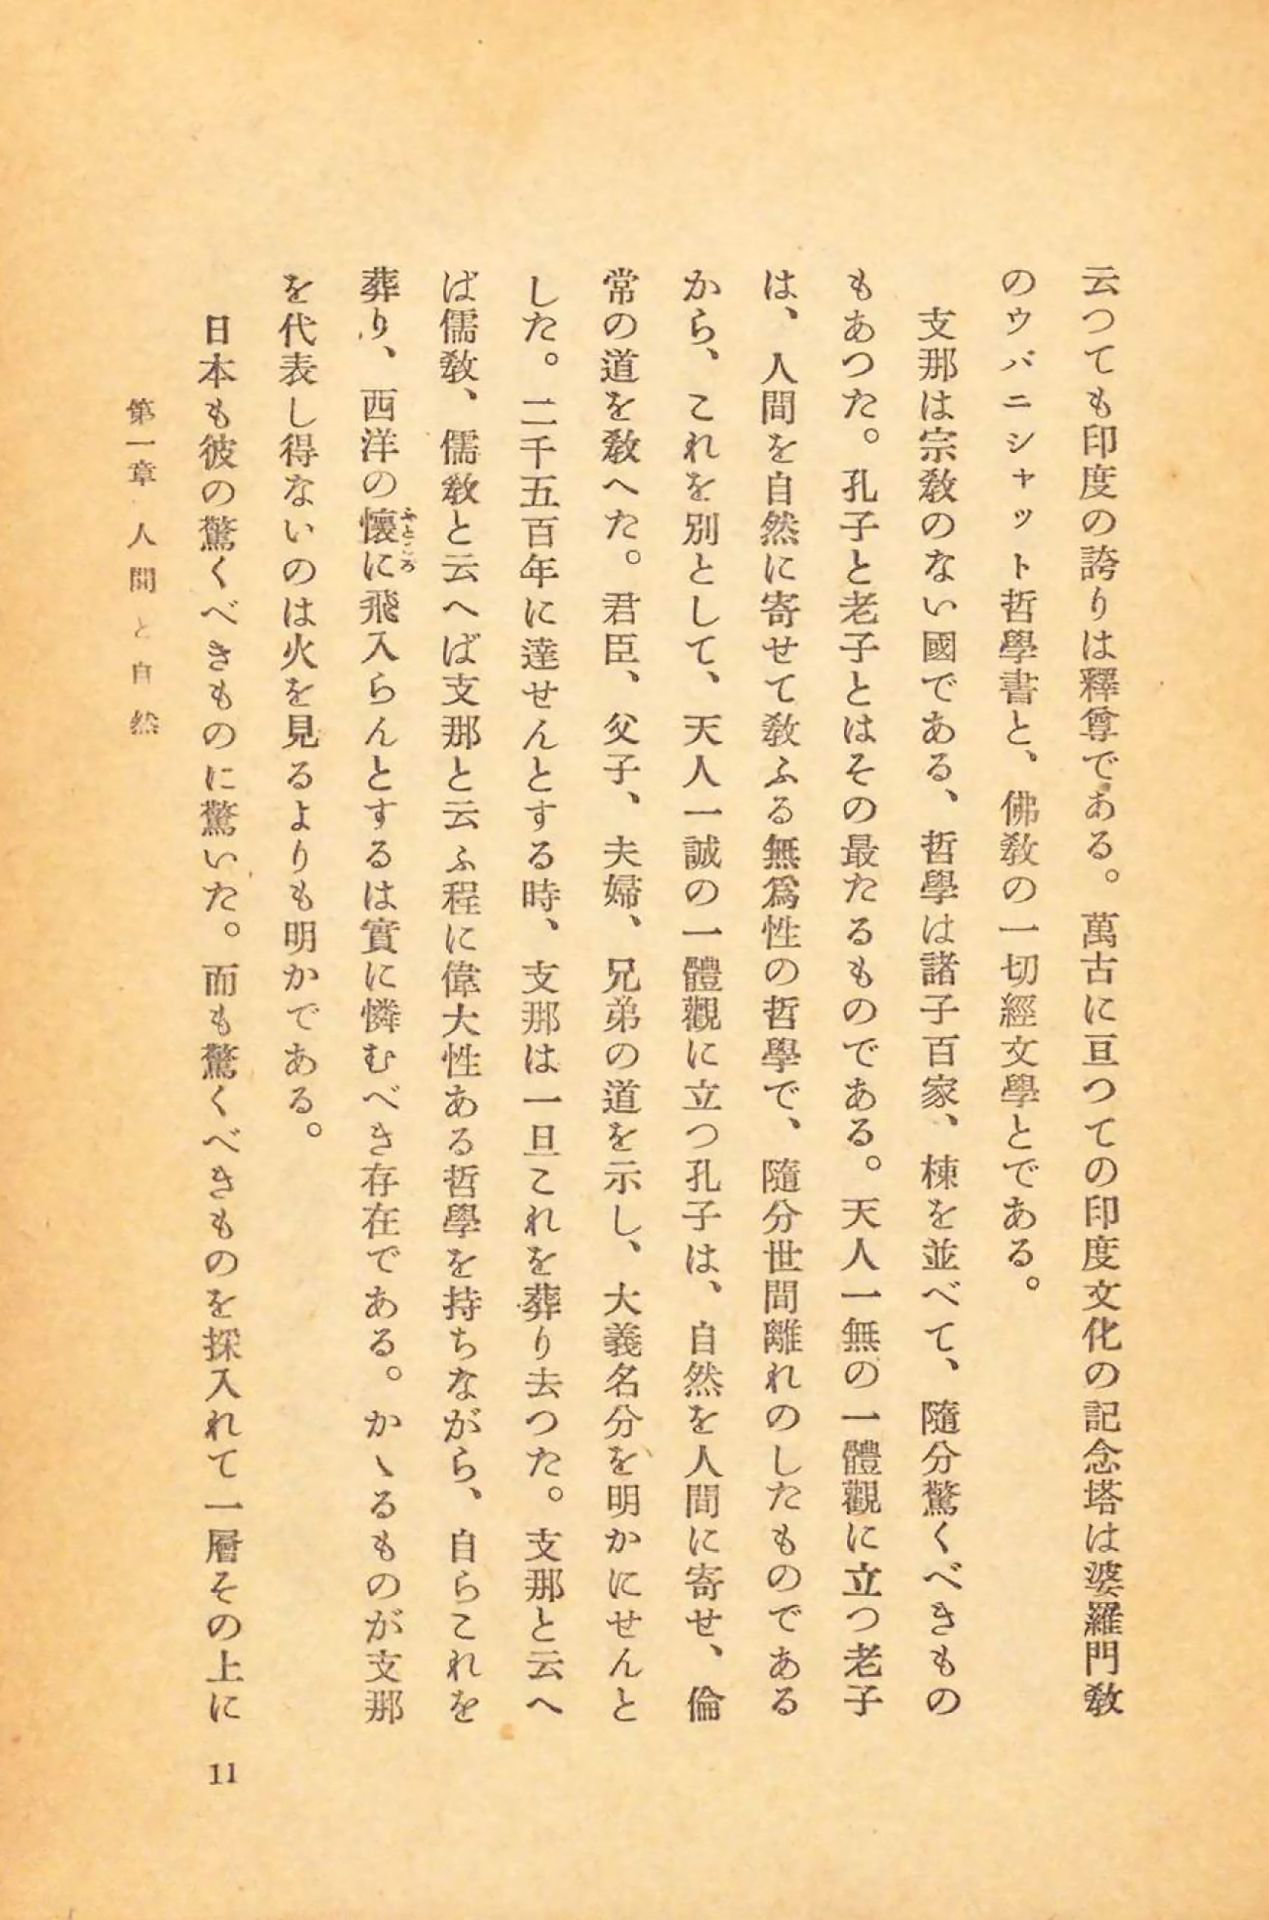 云つても印度の誇りは釋尊である。萬古に亘つての印度文化の記念塔は婆羅門敎
のウバニシャット哲學書と、佛敎の一切經文學とである。
支那は宗敎のない國である、哲學は諸子百家、棟を並べて、隨分驚くべきもの
もあつた。孔子と老子とはその最たるものである。天人一無の一體觀に立つ老子
は、人間を自然に寄せて敎ふる無爲性の哲學で、隨分世間離れのしたものである
から、これを別として、天人一誠の一體觀に立つ孔子は、自然を人間に寄せ、倫
常の道を敎へた。君臣、父子、夫婦、兄弟の道を示し、大義名分を明かにせんと
した。二千五百年に達せんとする時、支那は一旦これを葬り去つた。支那と云へ
ば儒敎、儒敎と云へば支那と云ふ程に偉大性ある哲學を持ちながら、自らこれを
葬り、西洋の懷に飛入らんとするは實に憐むべき存在である。かゝるものが支那
ふところ
を代表し得ないのは火を見るよりも明かである。
日本も彼の驚くべきものに驚いた。而も驚くべきものを採入れて一層その上に
第一章 人間と自然
11